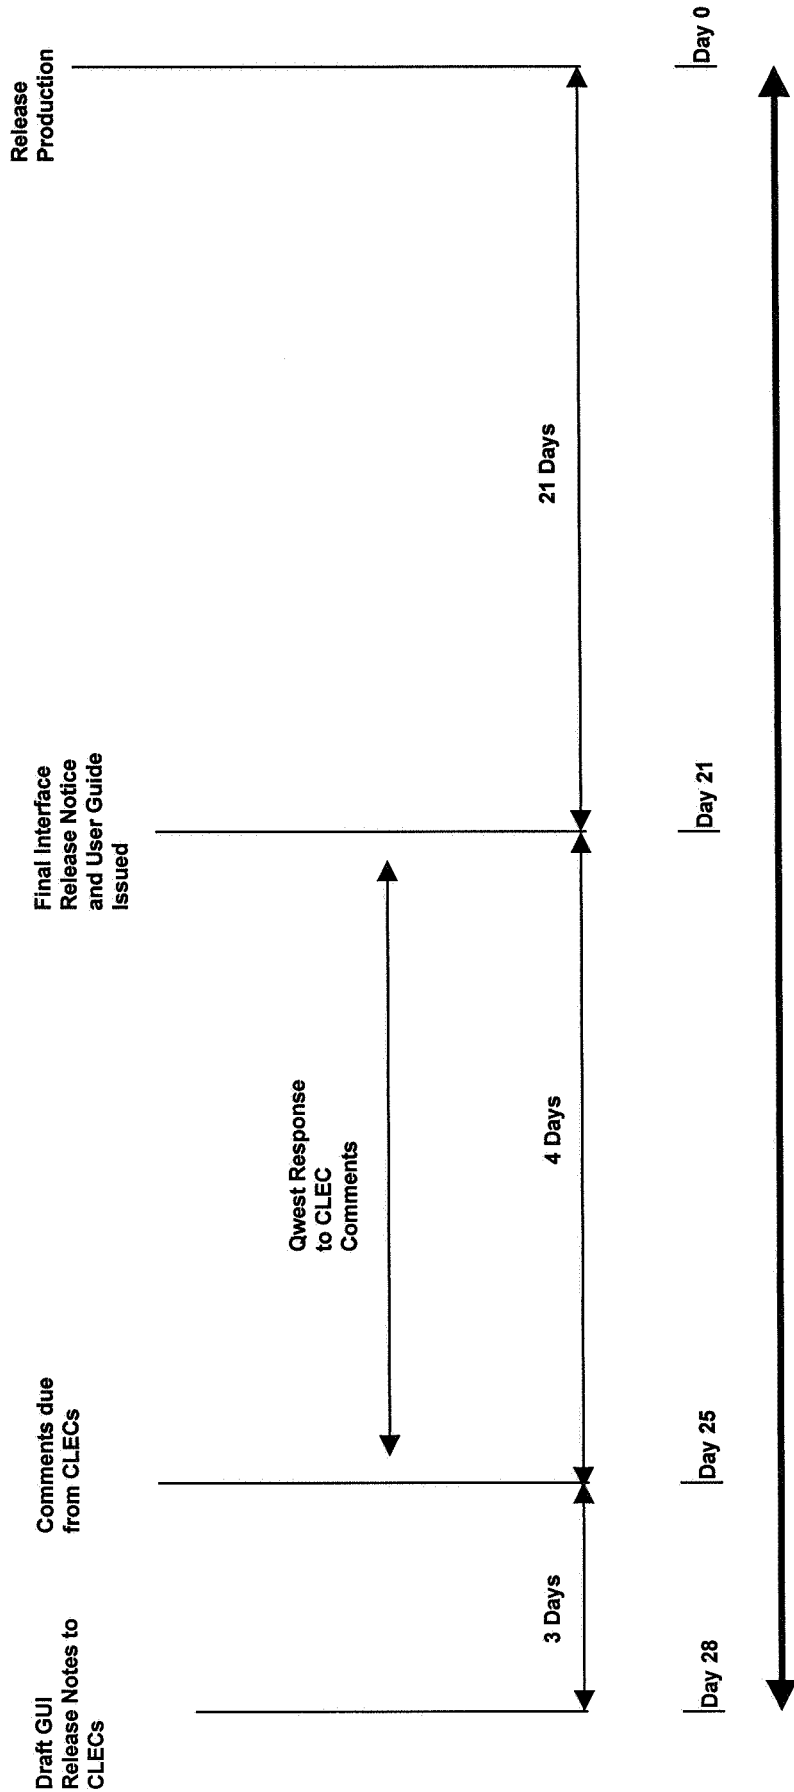 Draft GUI
Release Notes to
CLECs
Comments due
from CLECs
Final Interface
Release Notice
and User Guide
Issued
Release
Production
Qwest Response
to CLEC
Comments
3 Days
4 Days
21 Days
Day 28
Day 25
Day 21
Day 0